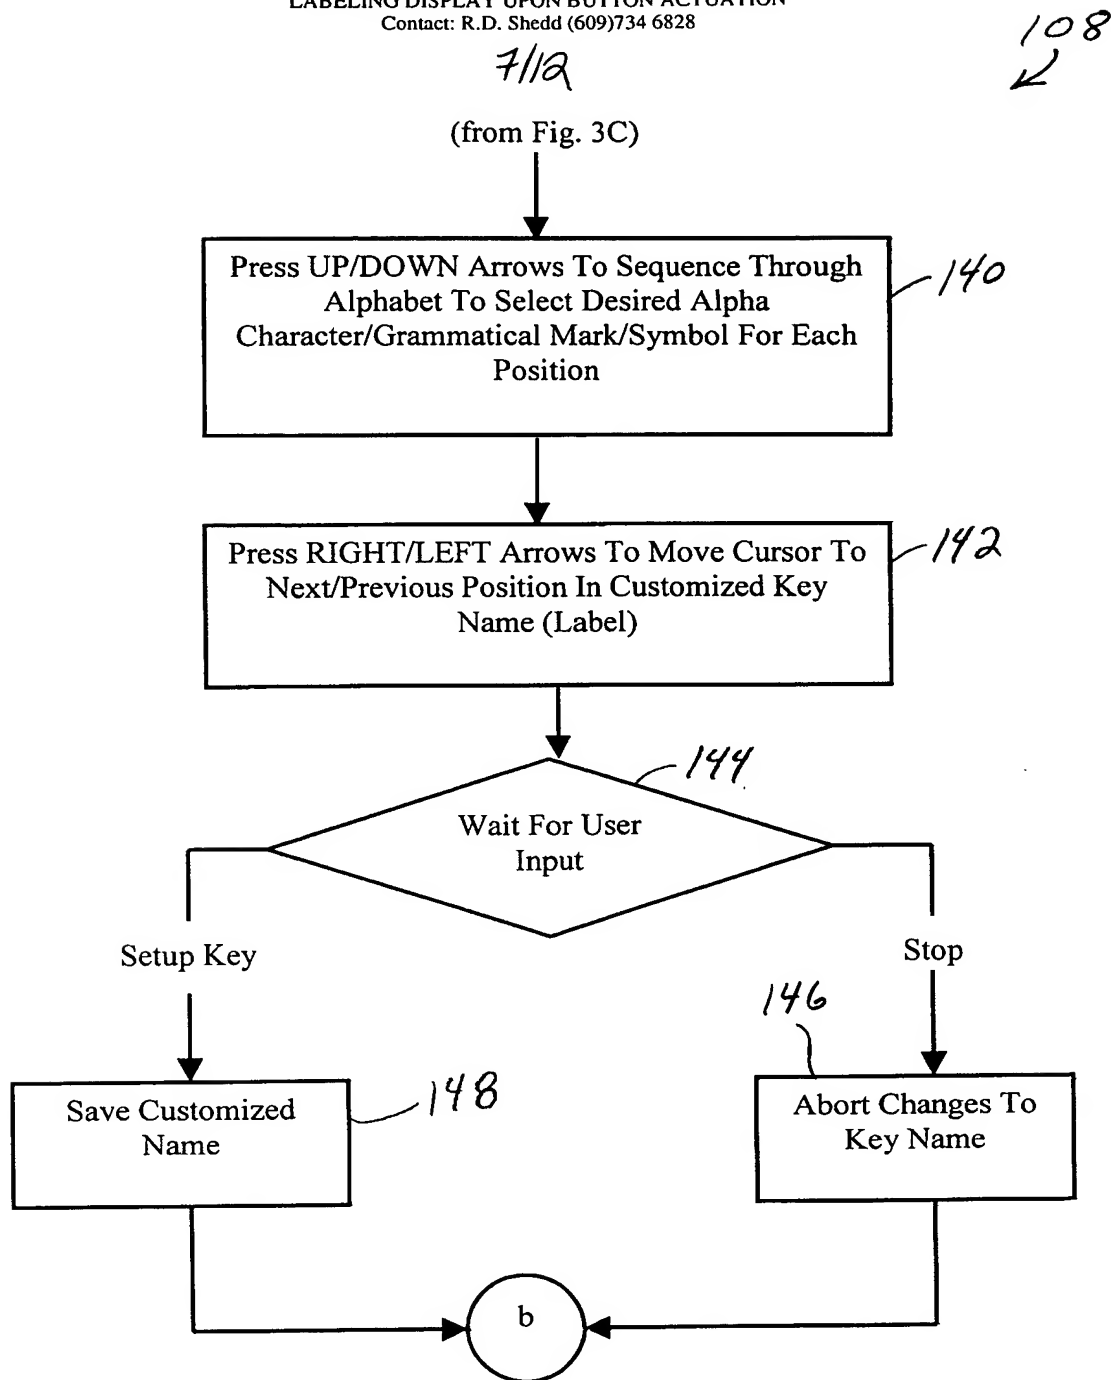 LABELING DISPLAY UPON BUTTON ACTUATION
Contact: R.D. Shedd (609)734 6828
108
7/12
(from Fig. 3C)
Press UP/DOWN Arrows To Sequence Through
Alphabet To Select Desired Alpha
Character/Grammatical Mark/Symbol For Each
Position
140
Press RIGHT/LEFT Arrows To Move Cursor To
Next/Previous Position In Customized Key
Name (Label)
142
144
Wait For User
Input
Setup Key
Stop
146
Save Customized
Name
148
Abort Changes To
Key Name
b